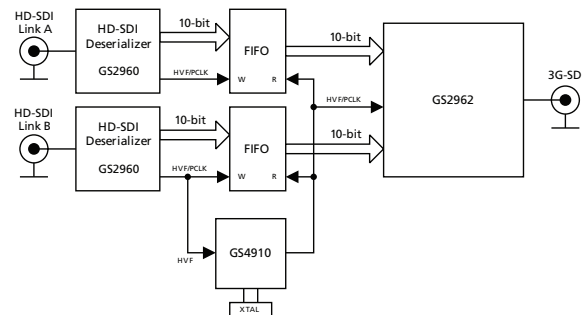 HD-SDI
Link A
HD-SDI
Deserializer
GS2960
10-bit
HVF/PCLK
FIFO
W
R
10-bit
HVF/PCLK
GS2962
3G-SD
HD-SDI
Link B
HD-SDI
Deserializer
GS2960
10-bit
HVF/PCLK
FIFO
W
R
10-bit
HVF
GS4910
XTAL